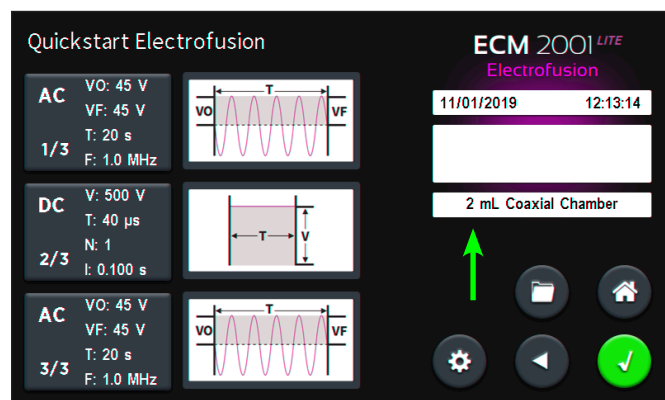 Quickstart Electrofusion
ECM 2001 LITE
Electrofusion
11/01/2019 12:13:14
2 mL Coaxial Chamber
AC
1/3
VO: 45 V
VF: 45 V
T: 20 s
F: 1.0 MHz
T
VO
VF
DC
2/3
V: 500 V
T: 40 µs
N: 1
I: 0.100 s
T
V
AC
3/3
VO: 45 V
VF: 45 V
T: 20 s
F: 1.0 MHz
T
VO
VF